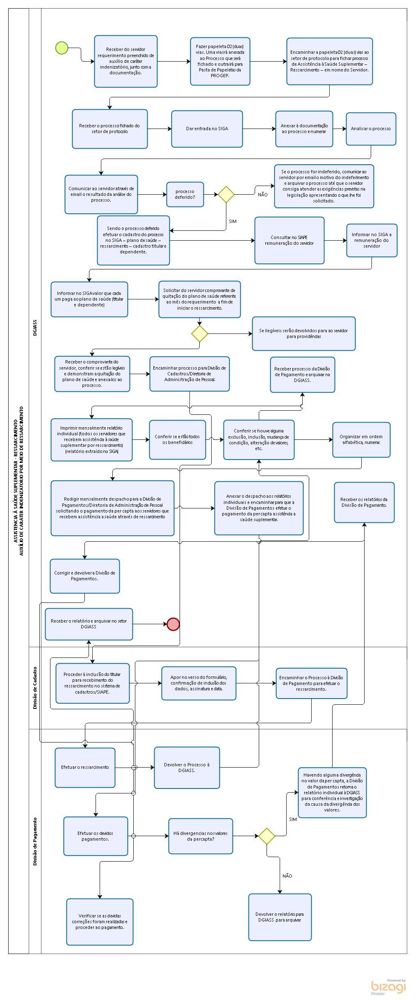 ASSISTENCIA À SAÚDE SUPLEMENTAR - RESSARCIMENTO
AUXÍLIO DE CARATER INDENIZATORIO POR MEIO DE RESSARCIMENTO
DGIASS
Receber do servidor
requerimento preenchido de
auxílio de caráter
indenizatório, junto com a
documentação.
Fazer papeleta 02 (duas)
vias. Uma via irá anexada
ao Processo que será
fichado e outra irá para
Pasta de Papeletas da
PROGEP.
Encaminhar a papeleta 02 (duas) vias ao
setor de protocolo para fichar processo
de Assistência à Saúde Suplementar –
Ressarcimento – em nome do Servidor.
Receber o processo fichado do
setor de protocolo
Dar entrada no SIGA
Anexar à documentação
ao processo e numerar
Analisar o processo
Comunicar ao servidor através de
email o resultado da análise do
processo.
processo
deferido?
NÃO
Se o processo for indeferido, comunicar ao
servidor por email o motivo do indeferimento
e arquivar o processo até que o servidor
consiga atender as exigências previstas na
legislação apresentando o que lhe foi
solicitado.
SIM
Sendo o processo deferido
efetuar o cadastro do processo
no SIGA – plano de saúde –
ressarcimento – cadastro titular e
dependente.
Consultar no SIAPE
remuneração do servidor
Informar no SIGA a
remuneração do
servidor
Informar no SIGA valor que cada
um paga ao plano de saúde (titular
e dependente)
Solicitar do servidor comprovante de
quitação do plano de saúde referente
ao mês do requerimento a fim de
iniciar o ressarcimento.
Se ilegíveis serão devolvidos para ao servidor
para providências
Receber o comprovante do
servidor, conferir se estão legíveis
e demonstram a quitação do
plano de saúde e anexa-los ao
processo.
Encaminhar processo para Divisão de
Cadastros/Diretoria de
Administração de Pessoal.
Receber processo da Divisão
de Pagamento e arquivar na
DGIASS.
Imprimir mensalmente relatório
individual (todos os servidores que
recebem assistência à saúde
suplementar por ressarcimento)
(relatório extraído no SIGA)
Conferir se estão todos
os beneficiários
Conferir se houve alguma
exclusão, inclusão, mudança de
condição, alteração de valores,
etc.
Organizar em ordem
alfabética, numerar.
Redigir mensalmente despacho para a Divisão de
Pagamentos/Diretoria de Administração de Pessoal
solicitando o pagamento da per capta aos servidores que
recebem assistência a saúde através de ressarcimento
Anexar o despacho aos relatórios
individuais e encaminhar para que a
Divisão de Pagamentos efetue o
pagamento da per capta assistência a
saúde suplementar.
Receber os relatórios da
Divisão de Pagamento.
Corrigir e devolver a Divisão de
Pagamentos.
Receber o relatório e arquivar no setor
DGIASS
Divisão de Cadastro
Proceder à inclusão do titular
para recebimento do
ressarcimento no sistema de
cadastros/SIAPE.
Apor no verso do formulário,
confirmação de inclusão dos
dados, assinatura e data.
Encaminhar o Processo à Divisão
de Pagamento para efetuar o
ressarcimento.
Divisão de Pagamento
Efetuar o ressarcimento
Devolver o Processo à
DGIASS.
Havendo alguma divergência
no valor da per capta, a Divisão
de Pagamentos retorna o
relatório individual à DGIASS
para conferência e investigação
da causa da divergência dos
valores.
Efetuar os devidos
pagamentos.
Há divergencias nos valores
da percapta?
SIM
NÃO
Verificar se as devidas
correções foram realizadas e
proceder ao pagamento.
Devolver o relatório para
DGIASS para arquivar
Powered by
bizagi
Modeler